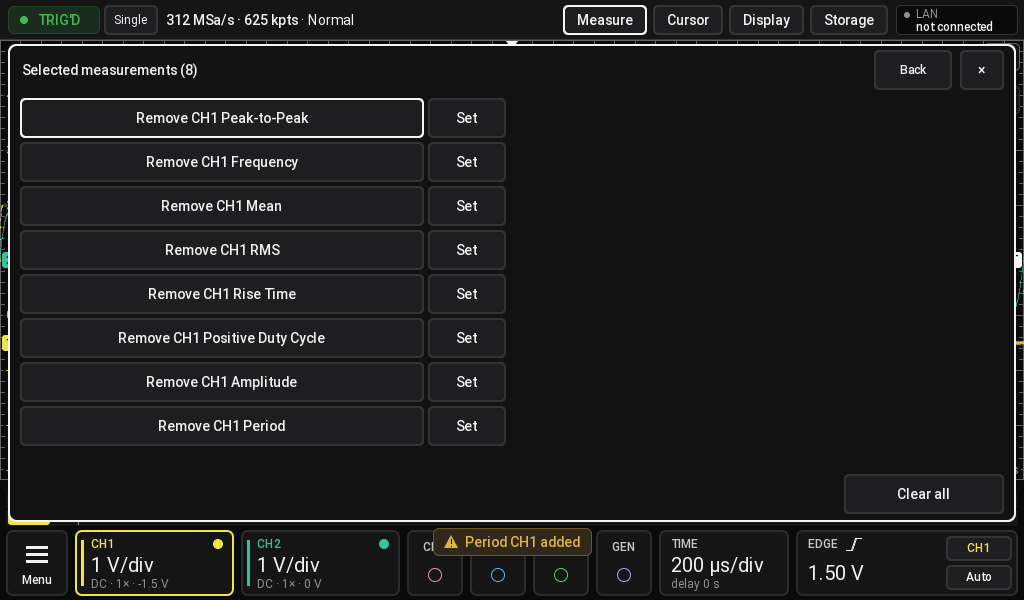 TRIG'D
Single
312 MSa/s · 625 kpts · Normal
Measure
Cursor
Display
Storage
LAN
not connected
Selected measurements (8)
Back
×
Remove CH1 Peak-to-Peak
Set
Remove CH1 Frequency
Set
Remove CH1 Mean
Set
Remove CH1 RMS
Set
Remove CH1 Rise Time
Set
Remove CH1 Positive Duty Cycle
Set
Remove CH1 Amplitude
Set
Remove CH1 Period
Set
Clear all
Menu
CH1
1 V/div
DC · 1× · -1.5 V
CH2
1 V/div
DC · 1× · 0 V
Period CH1 added
GEN
TIME
200 µs/div
delay 0 s
EDGE
1.50 V
CH1
Auto